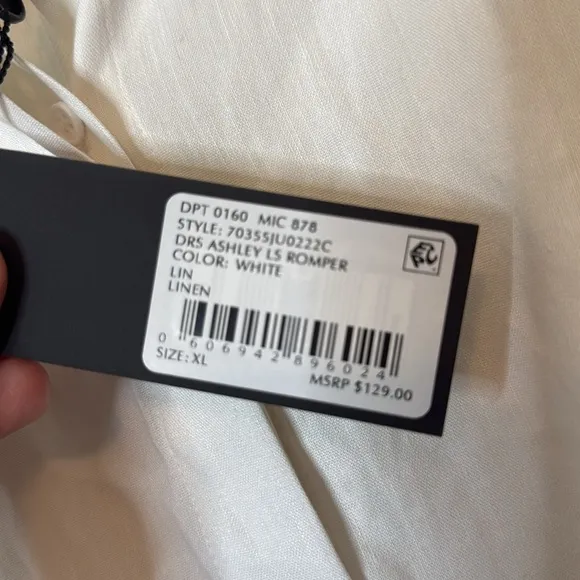 DPT 0160 MIC 878
STYLE: 70355JU0222C
DRS ASHLEY LS ROMPER
COLOR: WHITE
LIN
LINEN
0 606942 896024
SIZE: XL
MSRP $129.00